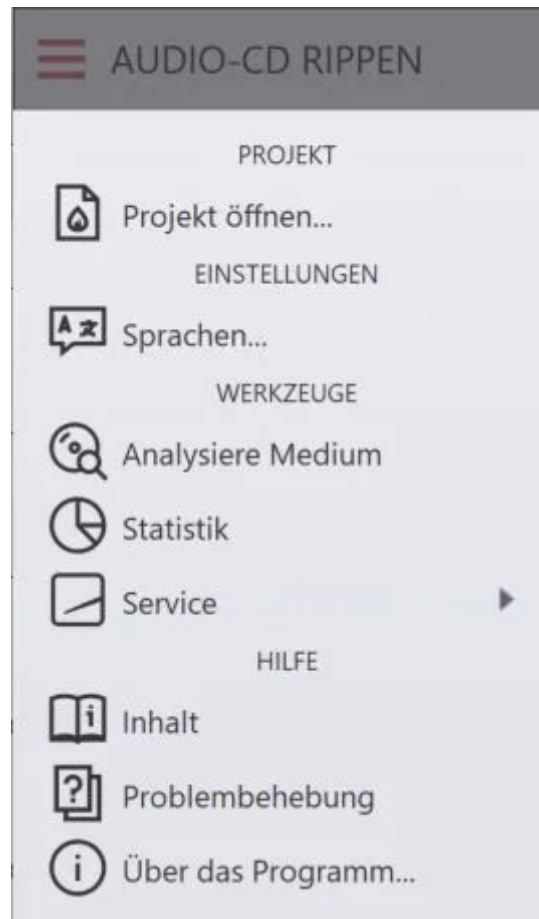 AUDIO-CD RIPPEN
PROJEKT
Projekt öffnen...
EINSTELLUNGEN
Sprachen...
WERKZEUGE
Analysiere Medium
Statistik
Service
HILFE
Inhalt
Problembehebung
Über das Programm...